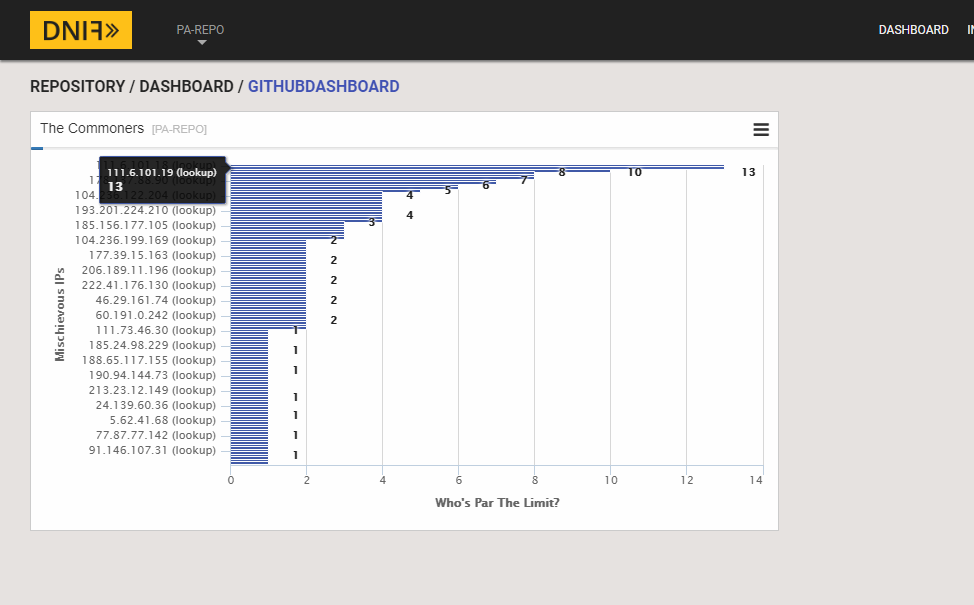 DNIF»
PA-REPO
DASHBOARD
REPOSITORY / DASHBOARD / GITHUBDASHBOARD
The Commoners [PA-REPO]
111.6.101.19 (lookup)
13
193.201.224.210 (lookup)
185.156.177.105 (lookup)
104.236.199.169 (lookup)
177.39.15.163 (lookup)
206.189.11.196 (lookup)
222.41.176.130 (lookup)
46.29.161.74 (lookup)
60.191.0.242 (lookup)
111.73.46.30 (lookup)
185.24.98.229 (lookup)
188.65.117.155 (lookup)
190.94.144.73 (lookup)
213.23.12.149 (lookup)
24.139.60.36 (lookup)
5.62.41.68 (lookup)
77.87.77.142 (lookup)
91.146.107.31 (lookup)
Mischievous IPs
13
10
8
7
6
5
4
4
3
2
2
2
2
2
1
1
1
1
1
1
1
0 2 4 6 8 10 12 14
Who's Par The Limit?